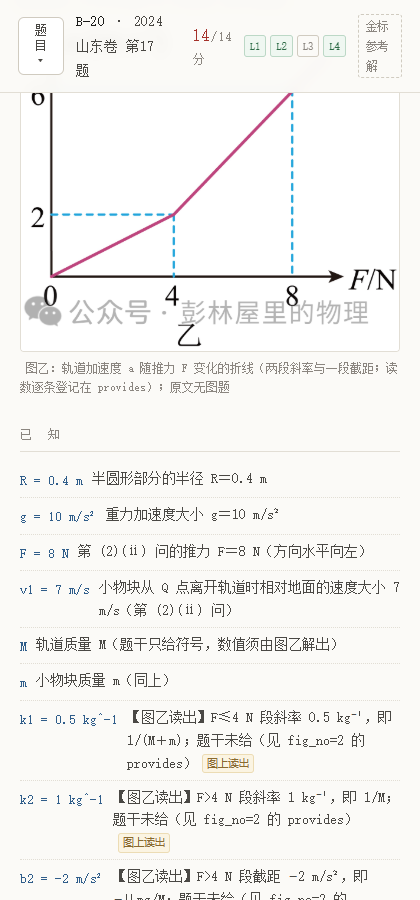 题目
B-20 · 2024
山东卷 第17
题
14/14
分
L1 L2 L3 L4
金标
参考
解
6
2
0 4 8 F/N
公众号 · 彭林屋里的物理
乙
图乙：轨道加速度 a 随推力 F 变化的折线（两段斜率与一段截距；读
数逐条登记在 provides）；原文无图题
已 知
R = 0.4 m 半圆形部分的半径 R＝0.4 m
g = 10 m/s² 重力加速度大小 g＝10 m/s²
F = 8 N 第 (2)(ⅱ) 问的推力 F＝8 N（方向水平向左）
v1 = 7 m/s 小物块从 Q 点离开轨道时相对地面的速度大小 7
m/s（第 (2)(ⅱ) 问）
M 轨道质量 M（题干只给符号，数值须由图乙解出）
m 小物块质量 m（同上）
k1 = 0.5 kg^-1 【图乙读出】F≤4 N 段斜率 0.5 kg⁻¹，即
1/(M＋m)；题干未给（见 fig_no=2 的
provides） 图上读出
k2 = 1 kg^-1 【图乙读出】F>4 N 段斜率 1 kg⁻¹，即 1/M；
题干未给（见 fig_no=2 的 provides）
图上读出
b2 = -2 m/s² 【图乙读出】F>4 N 段截距 −2 m/s²，即